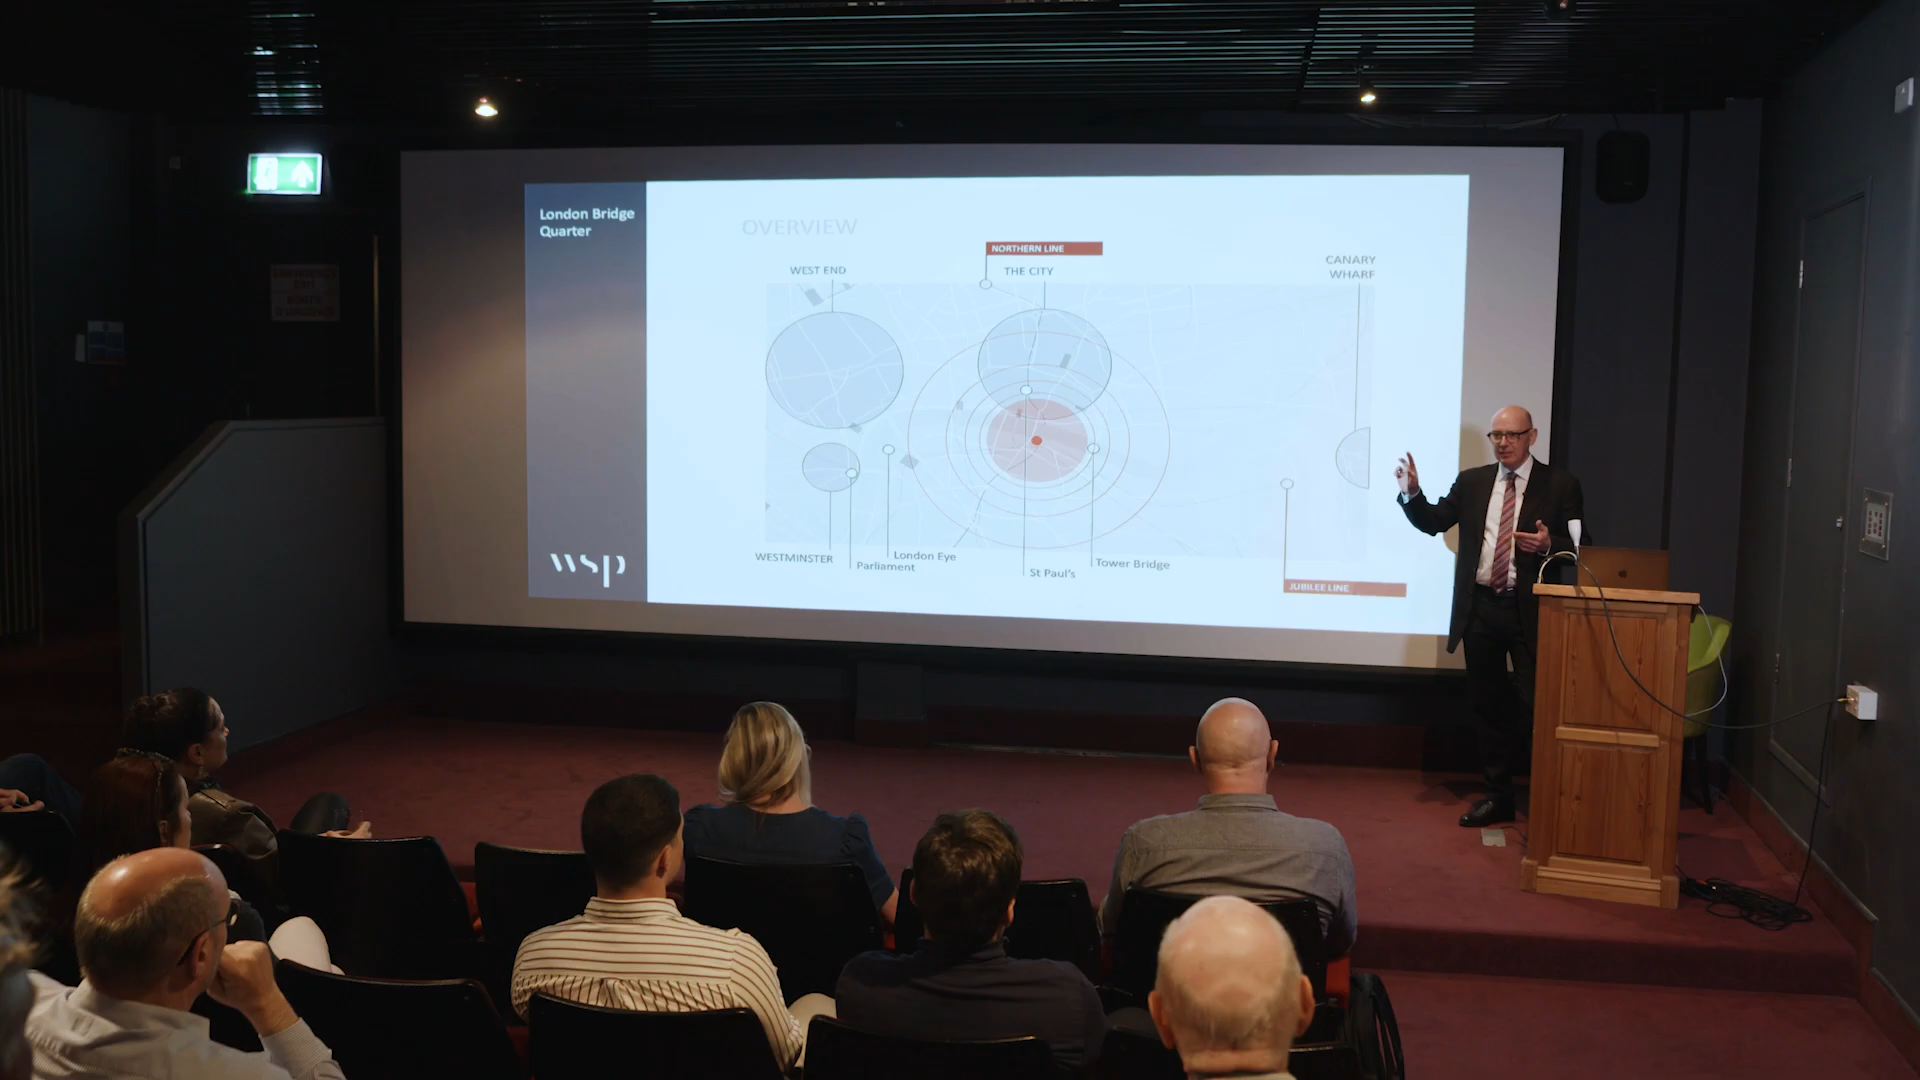 London Bridge
Quarter
OVERVIEW
NORTHERN LINE
WEST END
THE CITY
CANARY
WHARF
WESTMINSTER
Parliament
London Eye
St Paul's
Tower Bridge
JUBILEE LINE
wsp